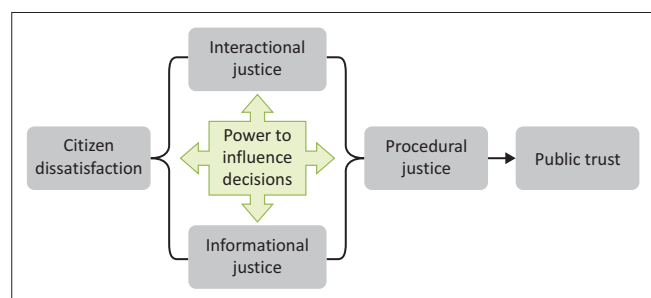 Interactional
justice
Citizen
dissatisfaction
Power to
influence
decisions
Procedural
justice
Public trust
Informational
justice